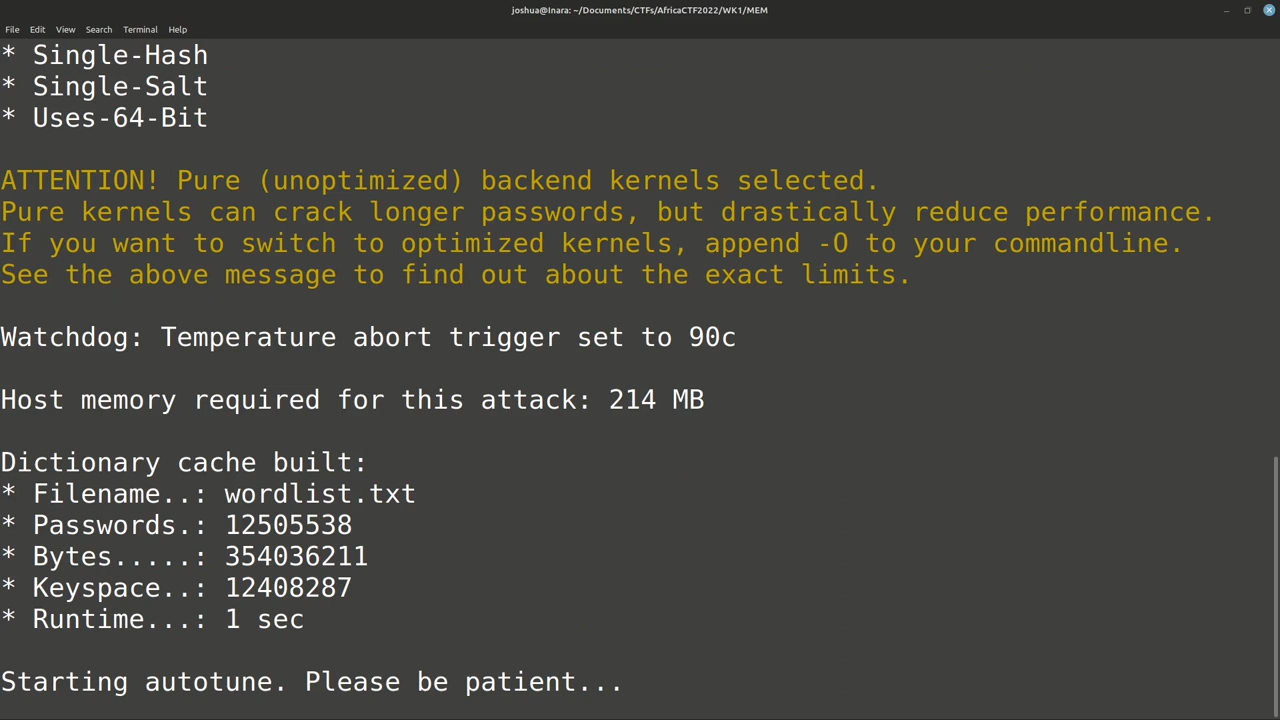 joshua@Inara: ~/Documents/CTFs/AfricaCTF2022/WK1/MEM
File Edit View Search Terminal Help
* Single-Hash
* Single-Salt
* Uses-64-Bit
ATTENTION! Pure (unoptimized) backend kernels selected.
Pure kernels can crack longer passwords, but drastically reduce performance.
If you want to switch to optimized kernels, append -O to your commandline.
See the above message to find out about the exact limits.
Watchdog: Temperature abort trigger set to 90c
Host memory required for this attack: 214 MB
Dictionary cache built:
* Filename..: wordlist.txt
* Passwords.: 12505538
* Bytes.....: 354036211
* Keyspace..: 12408287
* Runtime...: 1 sec
Starting autotune. Please be patient...